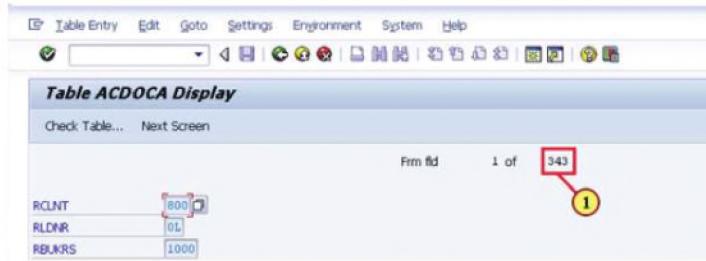 Table Entry Edit Goto Settings Environment System Help
Table ACDOCA Display
Check Table... Next Screen
Frm fld 1 of 343
1
RCLNT 800
RLDNR 0L
RBUKRS 1000